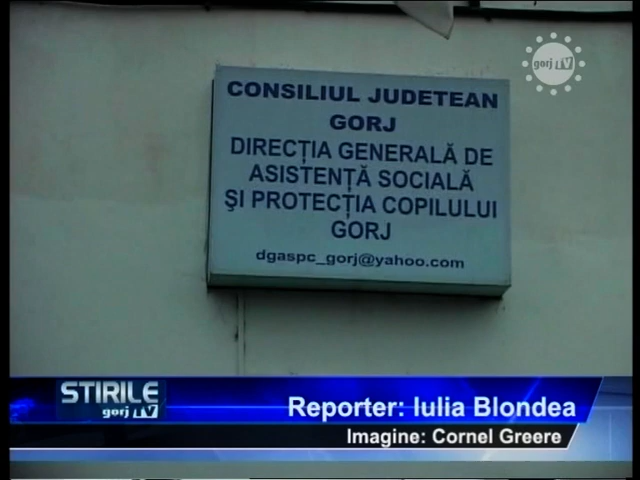 gorj TV
CONSILIUL JUDETEAN
GORJ
DIRECȚIA GENERALĂ DE
ASISTENȚĂ SOCIALĂ
ȘI PROTECȚIA COPILULUI
GORJ
dgaspc_gorj@yahoo.com
STIRILE
gorj TV
Reporter: Iulia Blondea
Imagine: Cornel Greere